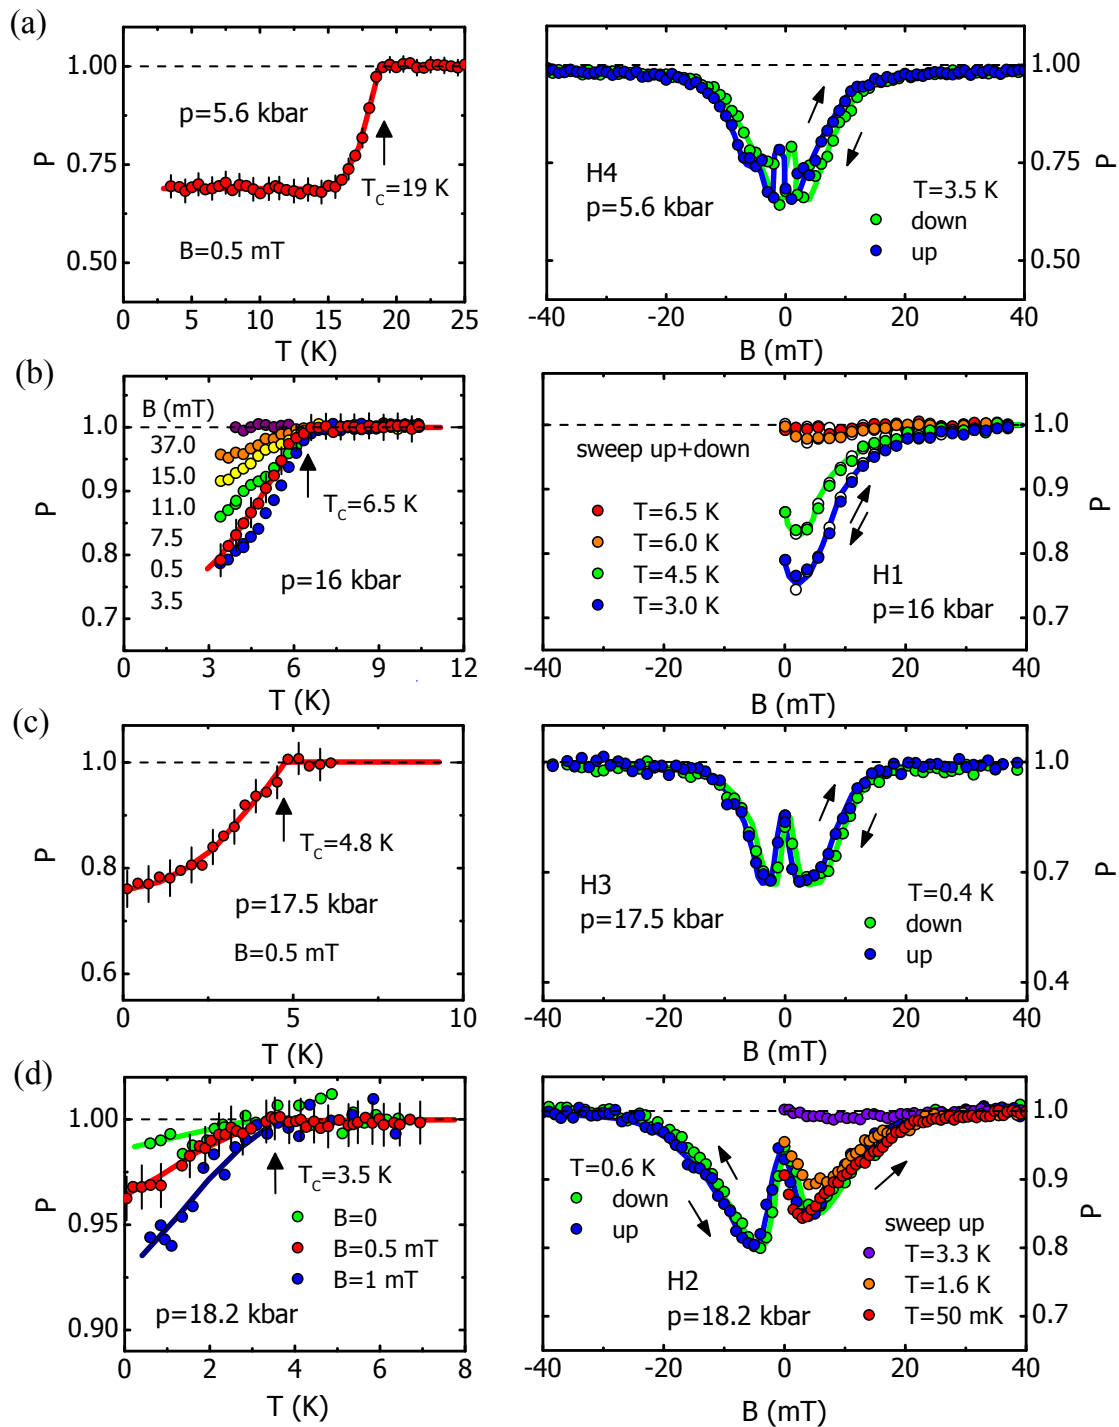 (a)
1.00
0.75
0.50
P
p=5.6 kbar
T_C=19 K
B=0.5 mT
0 5 10 15 20 25
T (K)
1.00
0.75
0.50
P
H4
p=5.6 kbar
T=3.5 K
down
up
-40 -20 0 20 40
B (mT)
(b)
1.0
0.9
0.8
0.7
P
B (mT)
37.0
15.0
11.0
7.5
0.5
3.5
T_C=6.5 K
p=16 kbar
0 3 6 9 12
T (K)
1.0
0.9
0.8
0.7
P
sweep up+down
T=6.5 K
T=6.0 K
T=4.5 K
T=3.0 K
H1
p=16 kbar
-40 -20 0 20 40
B (mT)
(c)
1.0
0.8
0.6
P
T_C=4.8 K
p=17.5 kbar
B=0.5 mT
0 5 10
T (K)
1.0
0.7
0.4
P
H3
p=17.5 kbar
T=0.4 K
down
up
-40 -20 0 20 40
B (mT)
(d)
1.00
0.95
0.90
P
T_C=3.5 K
B=0
B=0.5 mT
B=1 mT
p=18.2 kbar
0 2 4 6 8
T (K)
1.0
0.9
0.8
0.7
P
T=0.6 K
down
up
sweep up
T=3.3 K
T=1.6 K
T=50 mK
H2
p=18.2 kbar
-40 -20 0 20 40
B (mT)